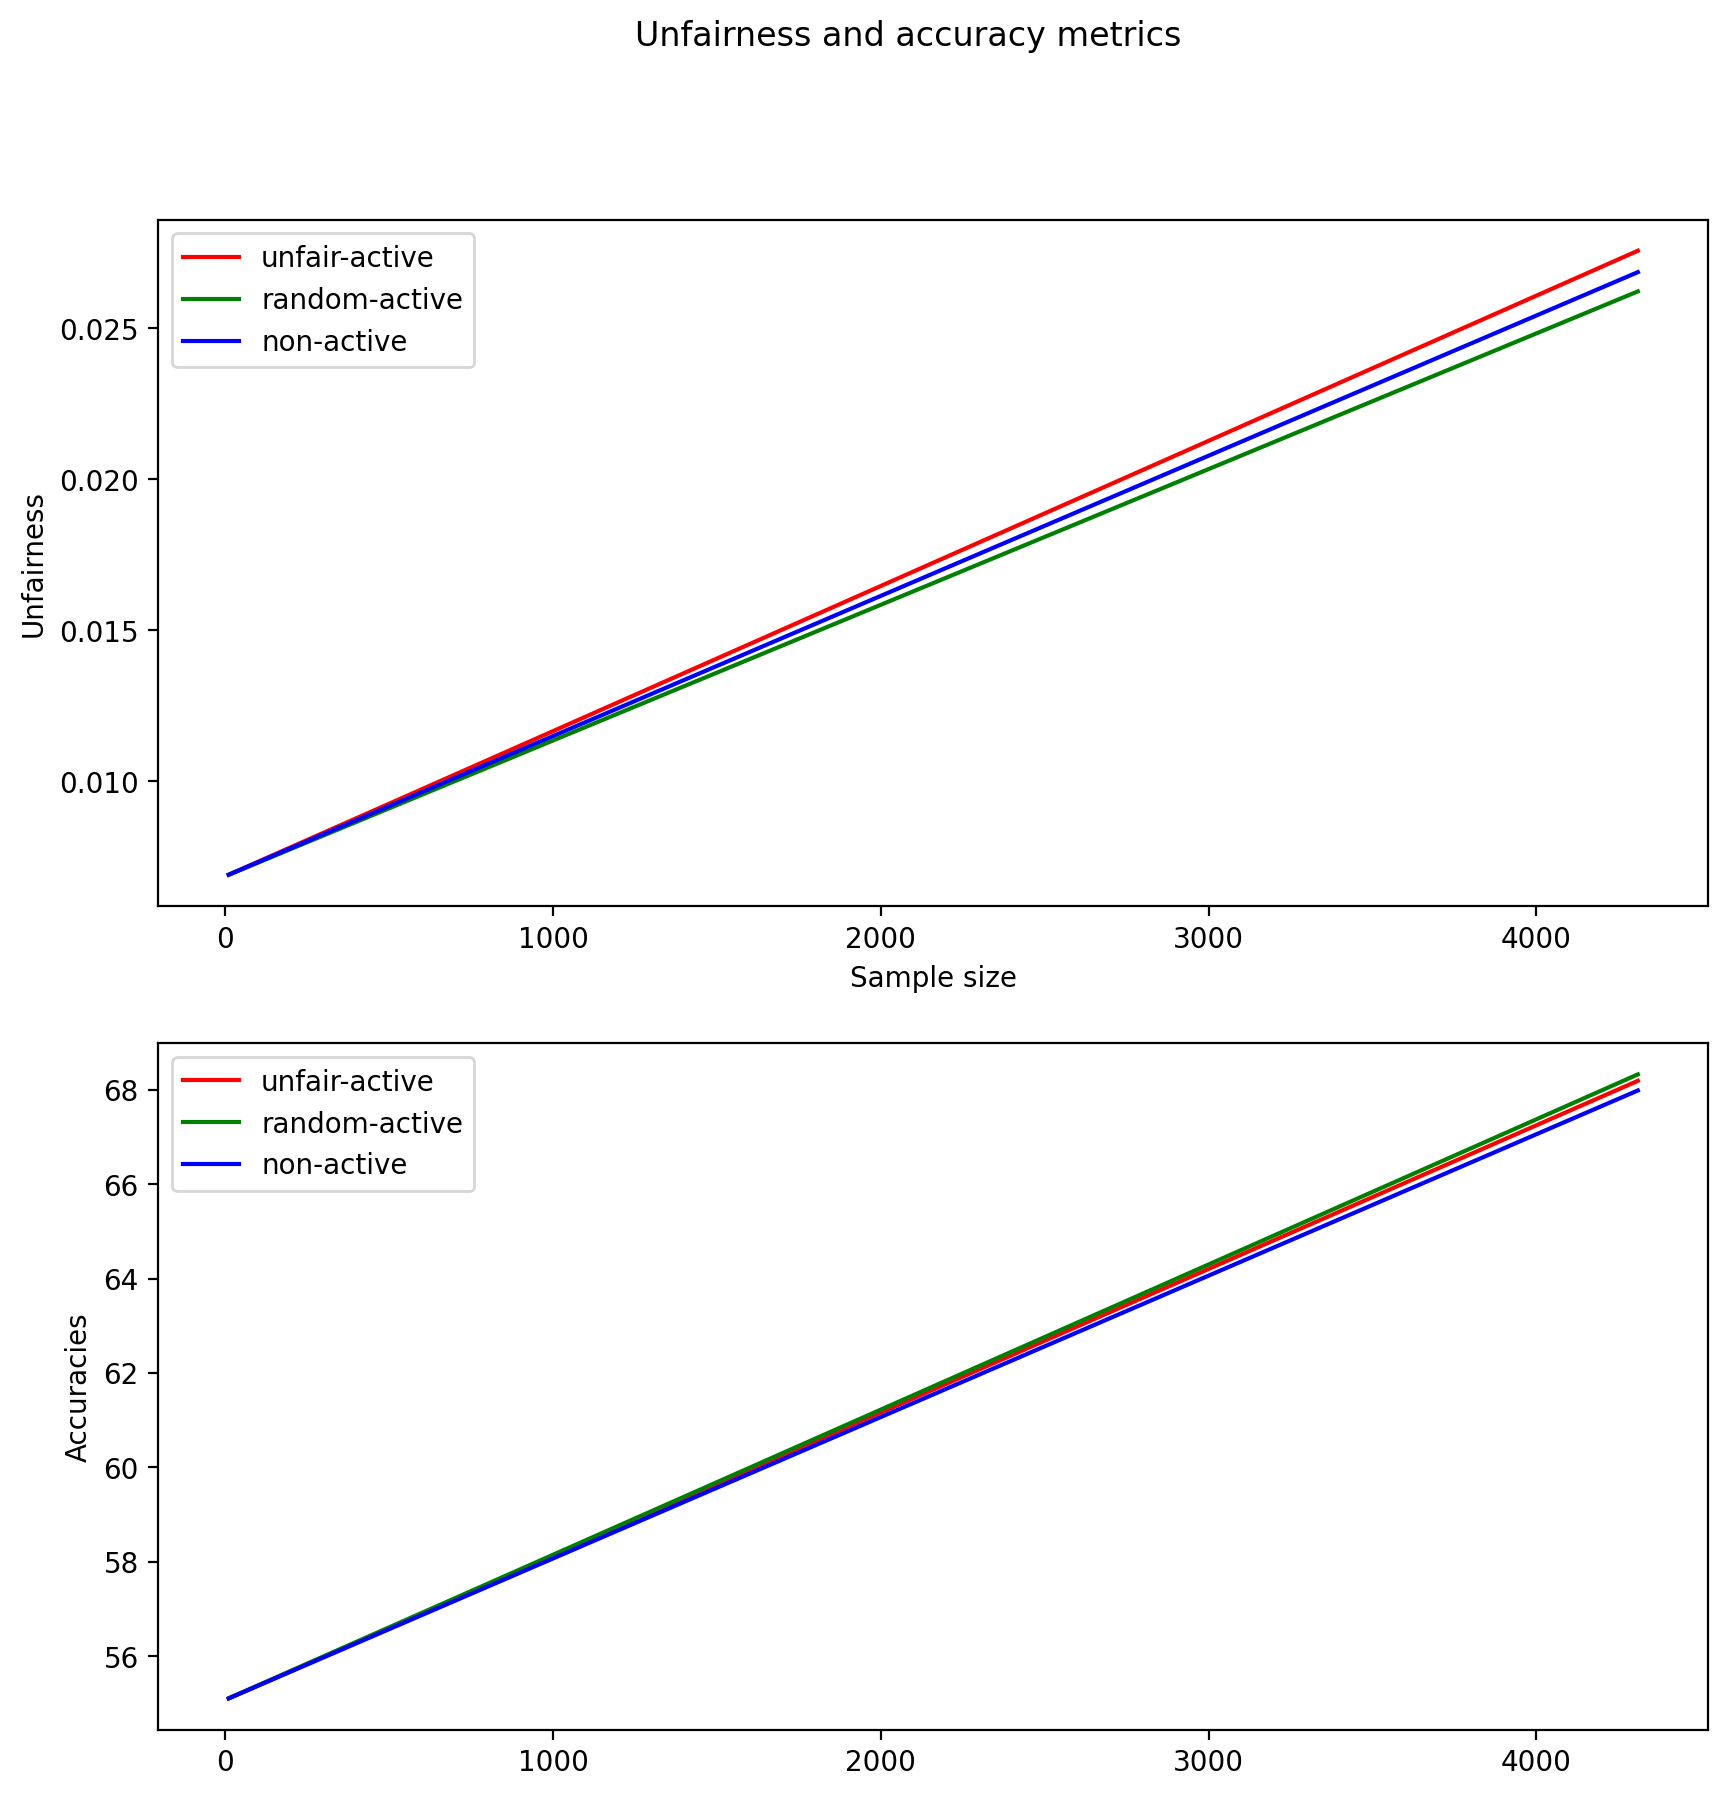 Unfairness and accuracy metrics
unfair-active
random-active
non-active
0.025
0.020
0.015
0.010
Unfairness
0 1000 2000 3000 4000
Sample size
unfair-active
random-active
non-active
68
66
64
62
60
58
56
Accuracies
0 1000 2000 3000 4000